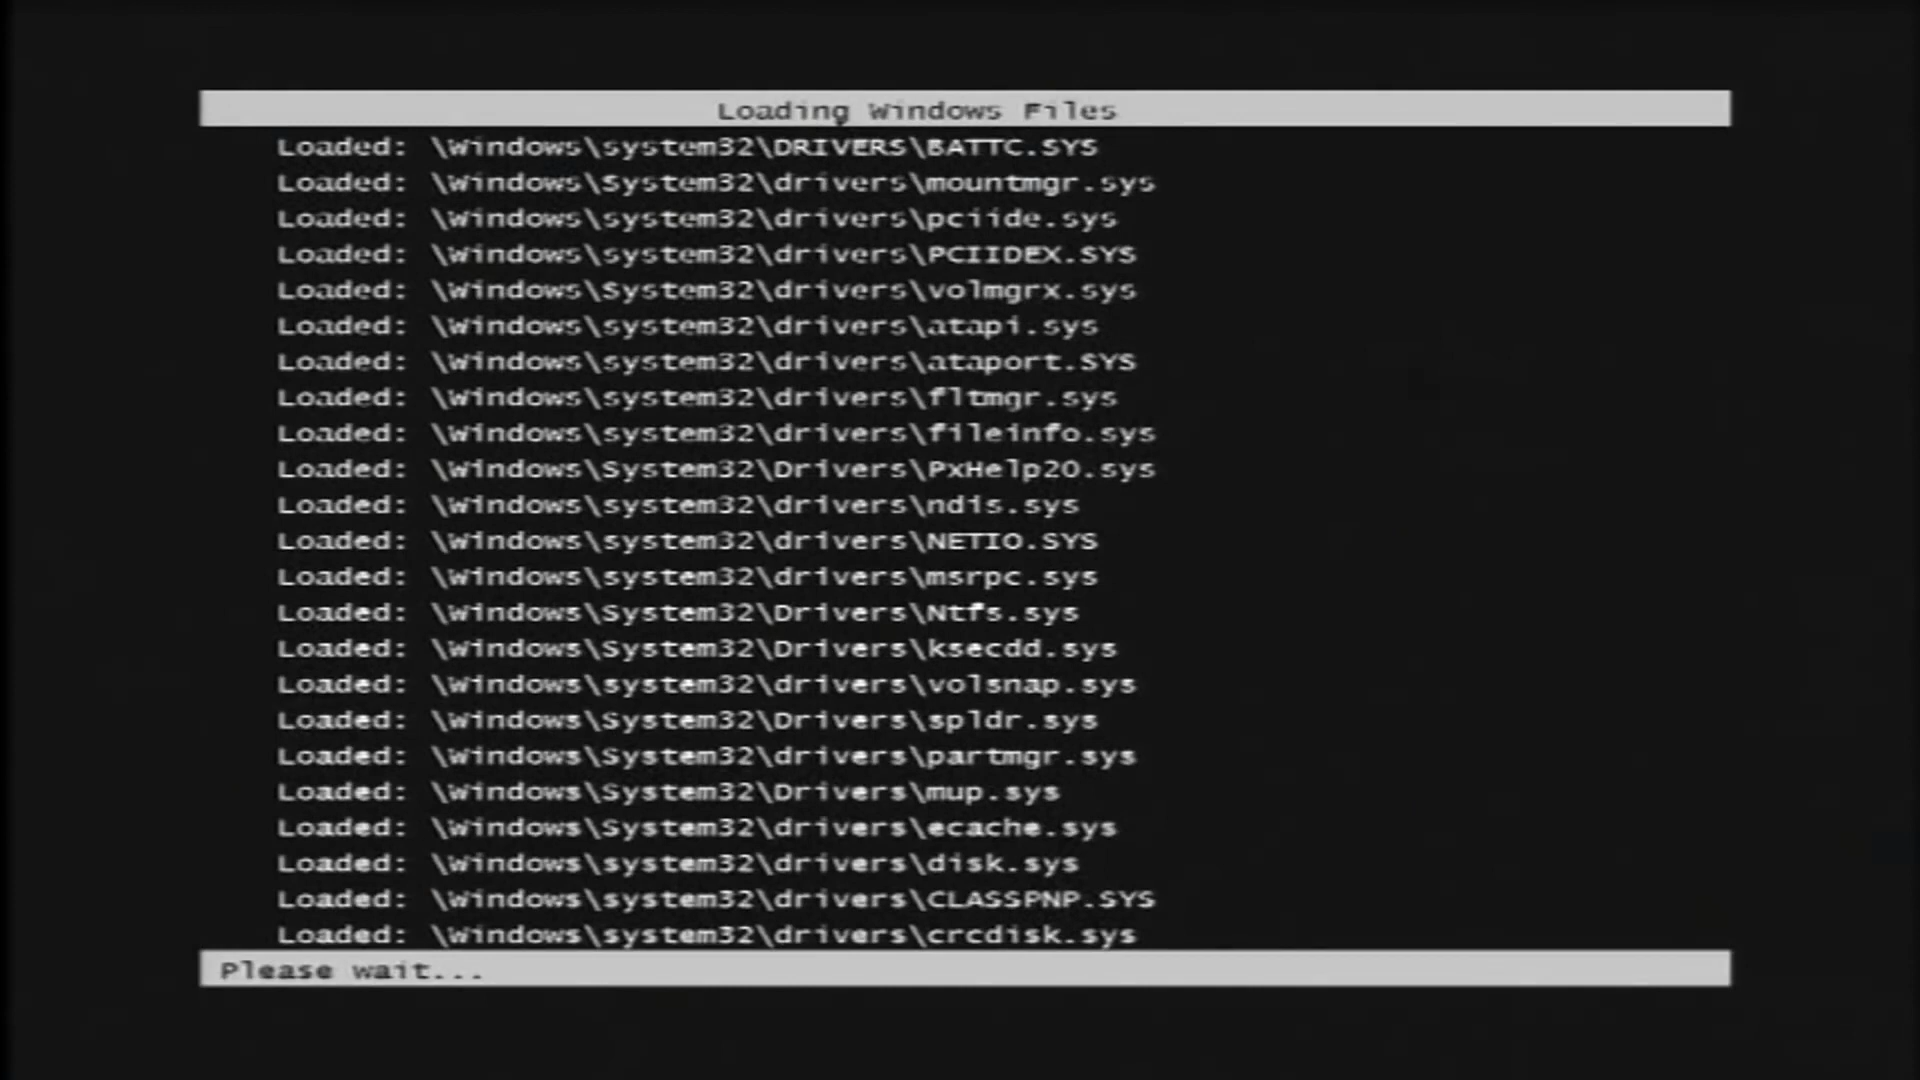 Loading Windows Files
Loaded: \Windows\system32\DRIVERS\BATTC.SYS
Loaded: \Windows\System32\drivers\mountmgr.sys
Loaded: \Windows\system32\drivers\pciide.sys
Loaded: \Windows\system32\drivers\PCIIDEX.SYS
Loaded: \Windows\System32\drivers\volmgrx.sys
Loaded: \Windows\system32\drivers\atapi.sys
Loaded: \Windows\system32\drivers\ataport.SYS
Loaded: \Windows\system32\drivers\fltmgr.sys
Loaded: \Windows\system32\drivers\fileinfo.sys
Loaded: \Windows\System32\Drivers\PxHelp20.sys
Loaded: \Windows\system32\drivers\ndis.sys
Loaded: \Windows\system32\drivers\NETIO.SYS
Loaded: \Windows\system32\drivers\msrpc.sys
Loaded: \Windows\System32\Drivers\Ntfs.sys
Loaded: \Windows\System32\Drivers\ksecdd.sys
Loaded: \Windows\system32\drivers\volsnap.sys
Loaded: \Windows\System32\Drivers\spldr.sys
Loaded: \Windows\System32\drivers\partmgr.sys
Loaded: \Windows\System32\Drivers\mup.sys
Loaded: \Windows\System32\drivers\ecache.sys
Loaded: \Windows\system32\drivers\disk.sys
Loaded: \Windows\system32\drivers\CLASSPNP.SYS
Loaded: \Windows\system32\drivers\crcdisk.sys
Please wait...